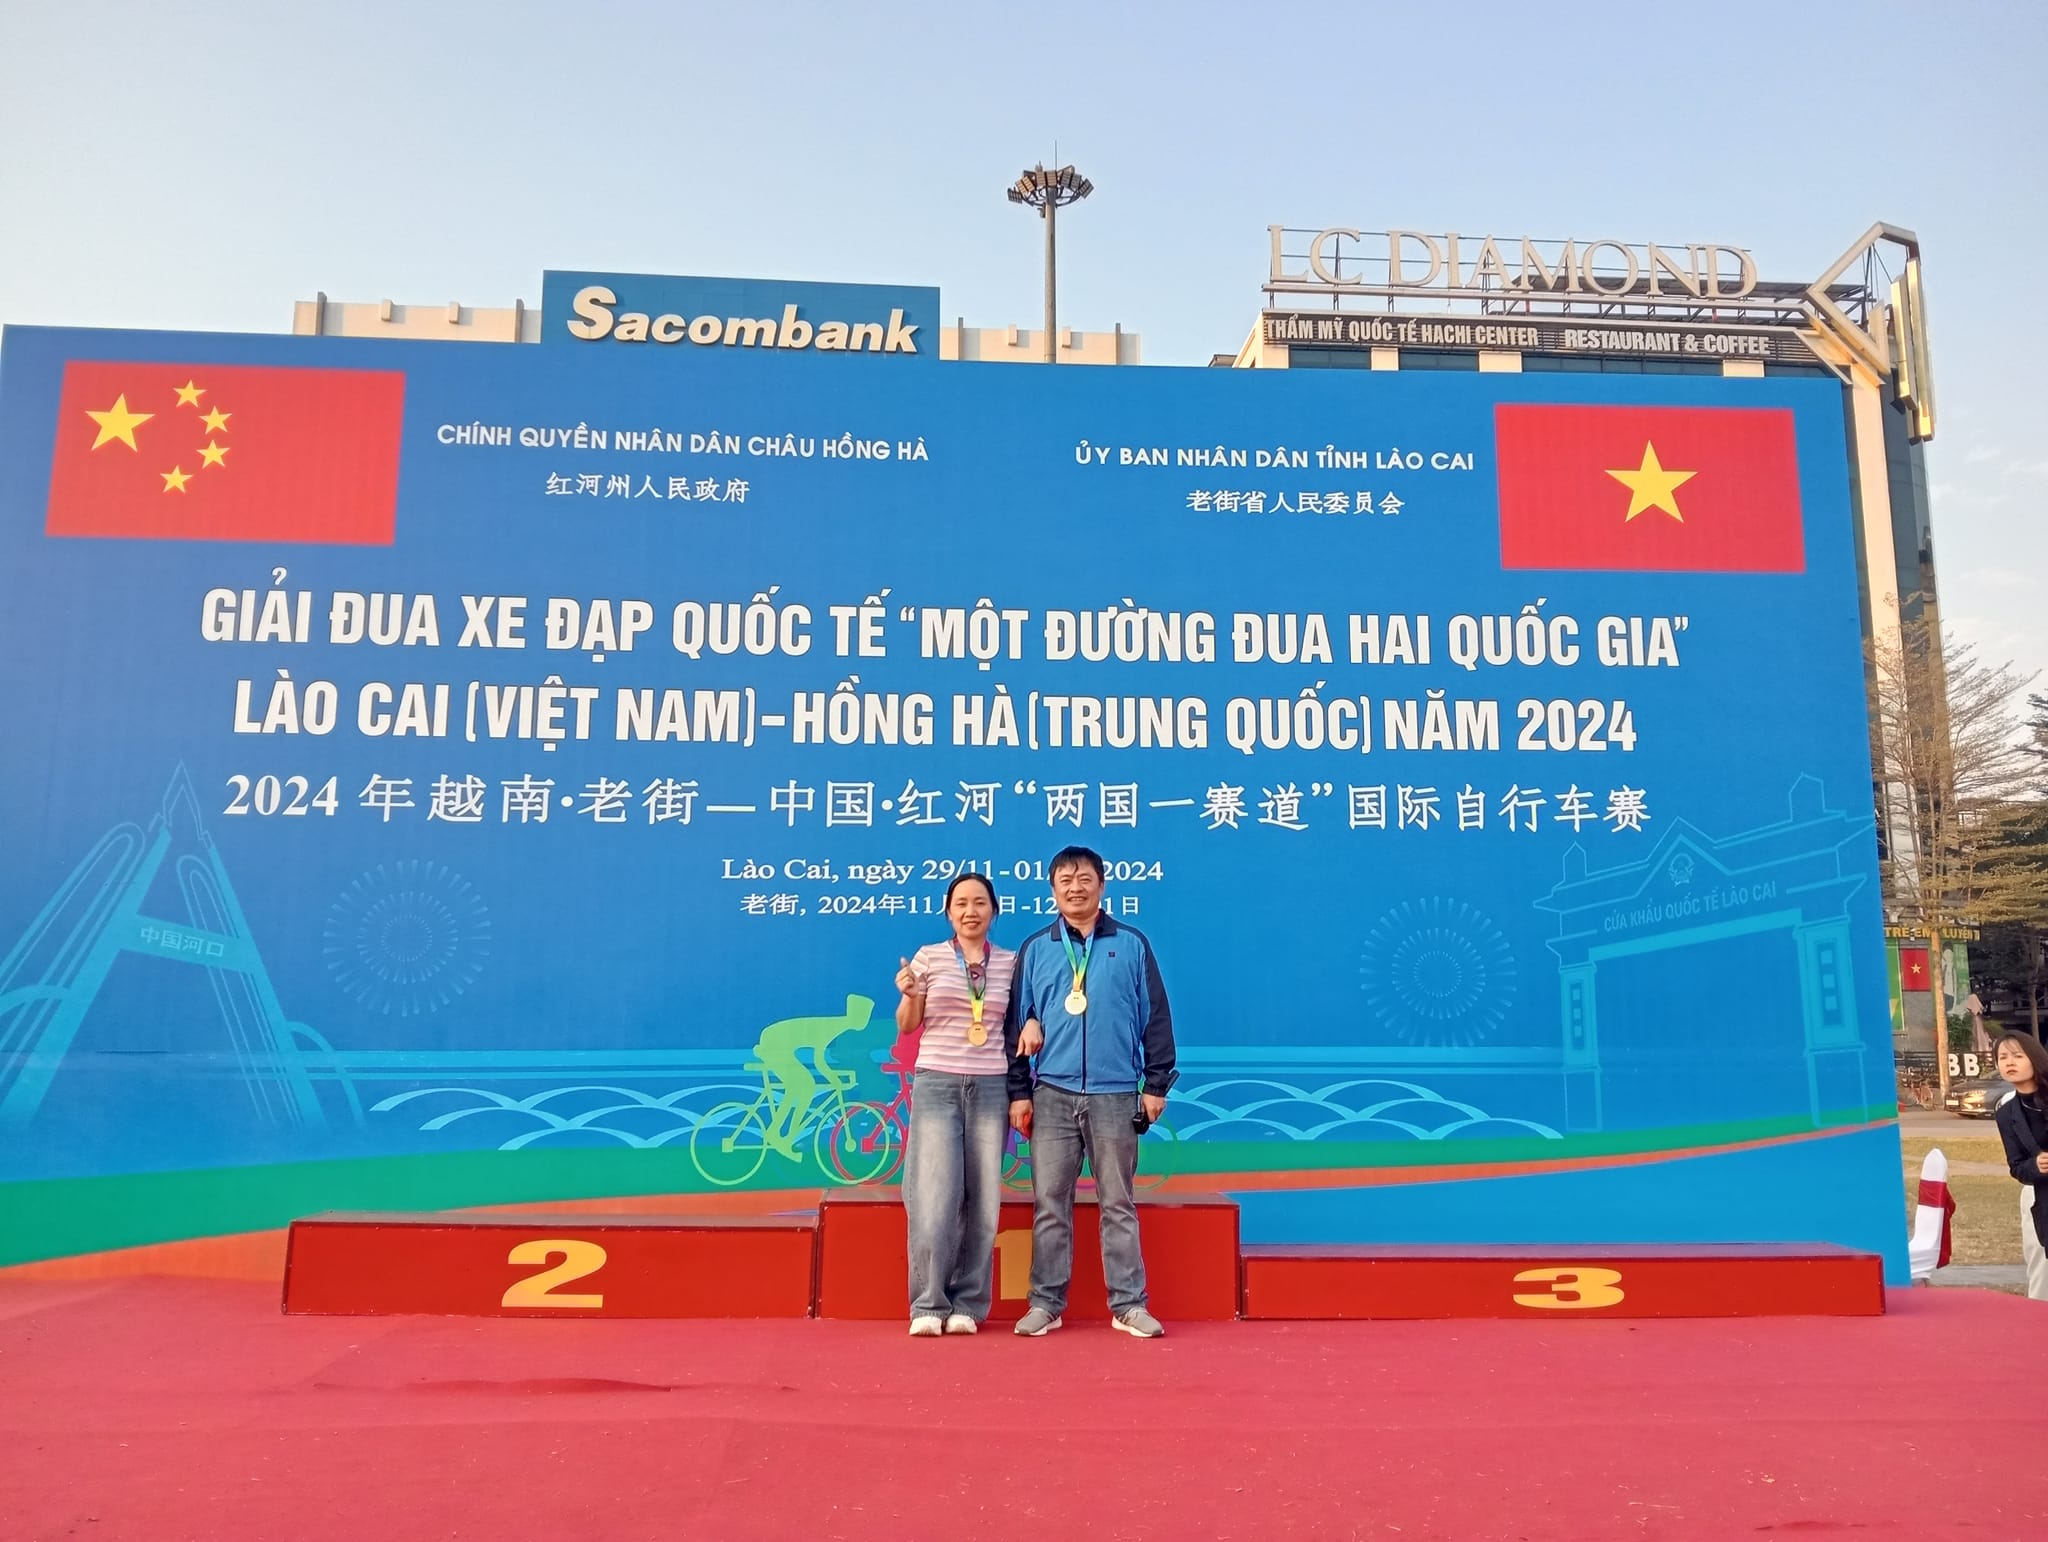 Sacombank
LC DIAMOND
THẨM MỸ QUỐC TẾ HACHI CENTER RESTAURANT & COFFEE
CHÍNH QUYỀN NHÂN DÂN CHÂU HỒNG HÀ
红河州人民政府
ỦY BAN NHÂN DÂN TỈNH LÀO CAI
老街省人民委员会
GIẢI ĐUA XE ĐẠP QUỐC TẾ “MỘT ĐƯỜNG ĐUA HAI QUỐC GIA”
LÀO CAI (VIỆT NAM)-HỒNG HÀ (TRUNG QUỐC) NĂM 2024
2024 年越南·老街—中国·红河“两国一赛道”国际自行车赛
Lào Cai, ngày 29/11-01/ 2024
老街, 2024年11 日-12 1日
中国河口
CỬA KHẨU QUỐC TẾ LÀO CAI
BB
2
1
3